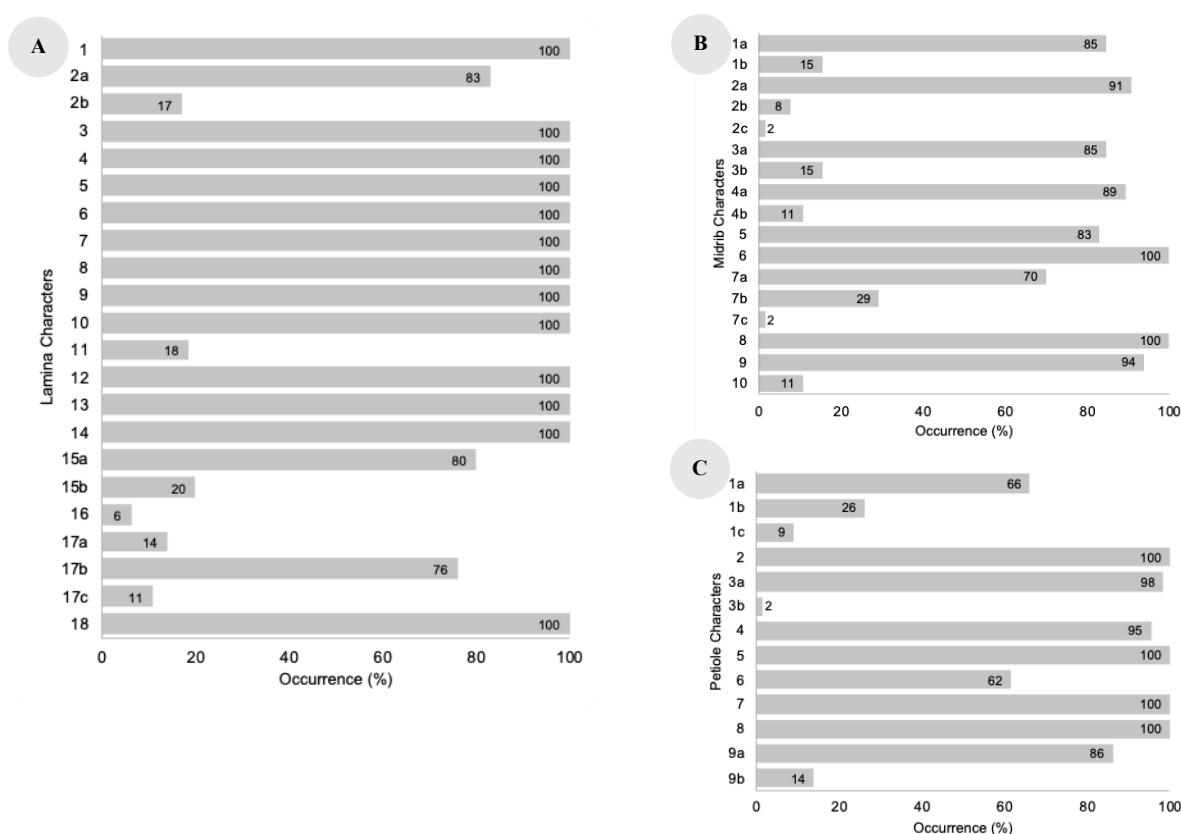 A
Lamina Characters
1 100
2a 83
2b 17
3 100
4 100
5 100
6 100
7 100
8 100
9 100
10 100
11 18
12 100
13 100
14 100
15a 80
15b 20
16 6
17a 14
17b 76
17c 11
18 100
0 20 40 60 80 100
Occurrence (%)
B
Midrib Characters
1a 85
1b 15
2a 91
2b 8
2c 2
3a 85
3b 15
4a 89
4b 11
5 83
6 100
7a 70
7b 29
7c 2
8 100
9 94
10 11
0 20 40 60 80 100
Occurrence (%)
C
Petiole Characters
1a 66
1b 26
1c 9
2 100
3a 98
3b 2
4 95
5 100
6 62
7 100
8 100
9a 86
9b 14
0 20 40 60 80 100
Occurrence (%)